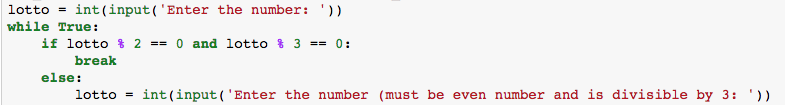 lotto = int(input('Enter the number: '))
while True:
    if lotto % 2 == 0 and lotto % 3 == 0:
        break
    else:
        lotto = int(input('Enter the number (must be even number and is divisible by 3: '))